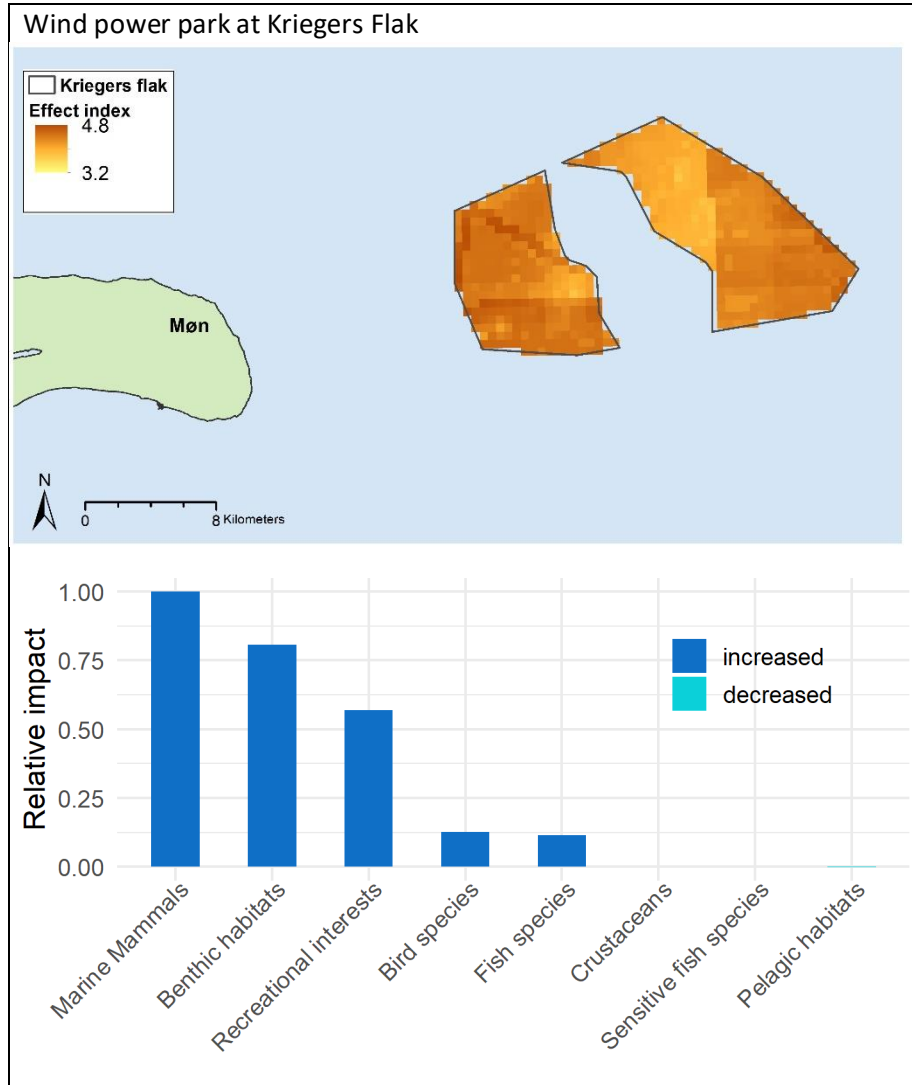 Wind power park at Kriegers Flak
Kriegers flak
Effect index
4.8
3.2
Møn
N
0 8 Kilometers
Relative impact
1.00
0.75
0.50
0.25
0.00
increased
decreased
Marine Mammals
Benthic habitats
Recreational interests
Bird species
Fish species
Crustaceans
Sensitive fish species
Pelagic habitats